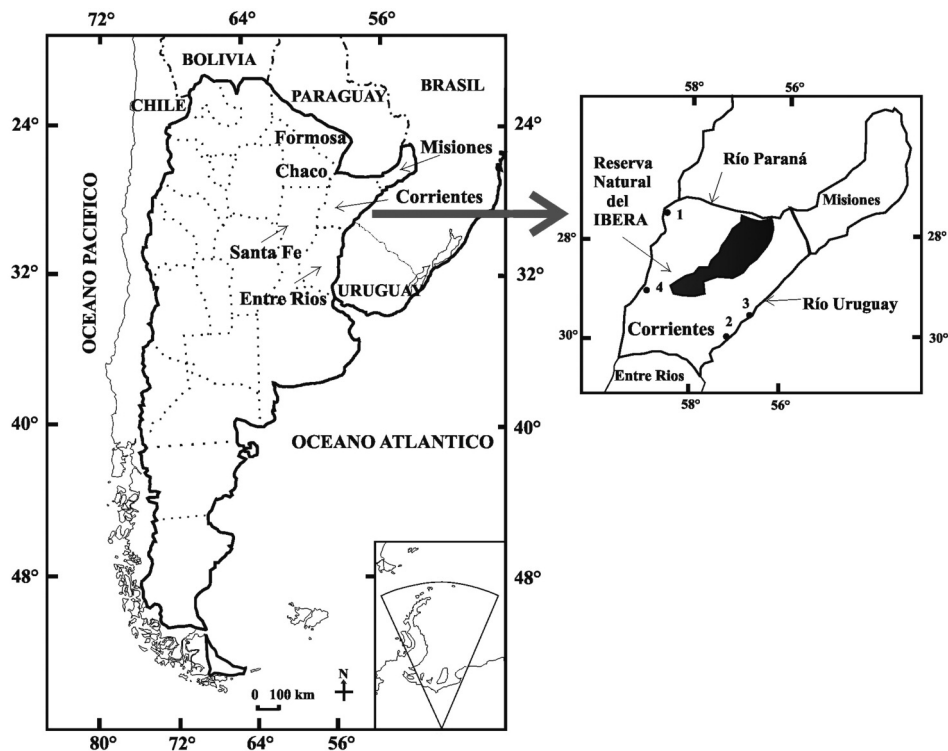 72°
64°
56°
BOLIVIA
CHILE
PARAGUAY
BRASIL
24°
24°
Formosa
Misiones
Chaco
Corrientes
Santa Fe
32°
32°
Entre Rios
URUGUAY
OCEANO PACIFICO
40°
40°
OCEANO ATLANTICO
48°
48°
0 100 km
N
80°
72°
64°
56°
58°
56°
Reserva
Natural
del
IBERA
Río Paraná
Misiones
1
28°
28°
4
3
2
Río Uruguay
Corrientes
30°
30°
Entre Rios
58°
56°